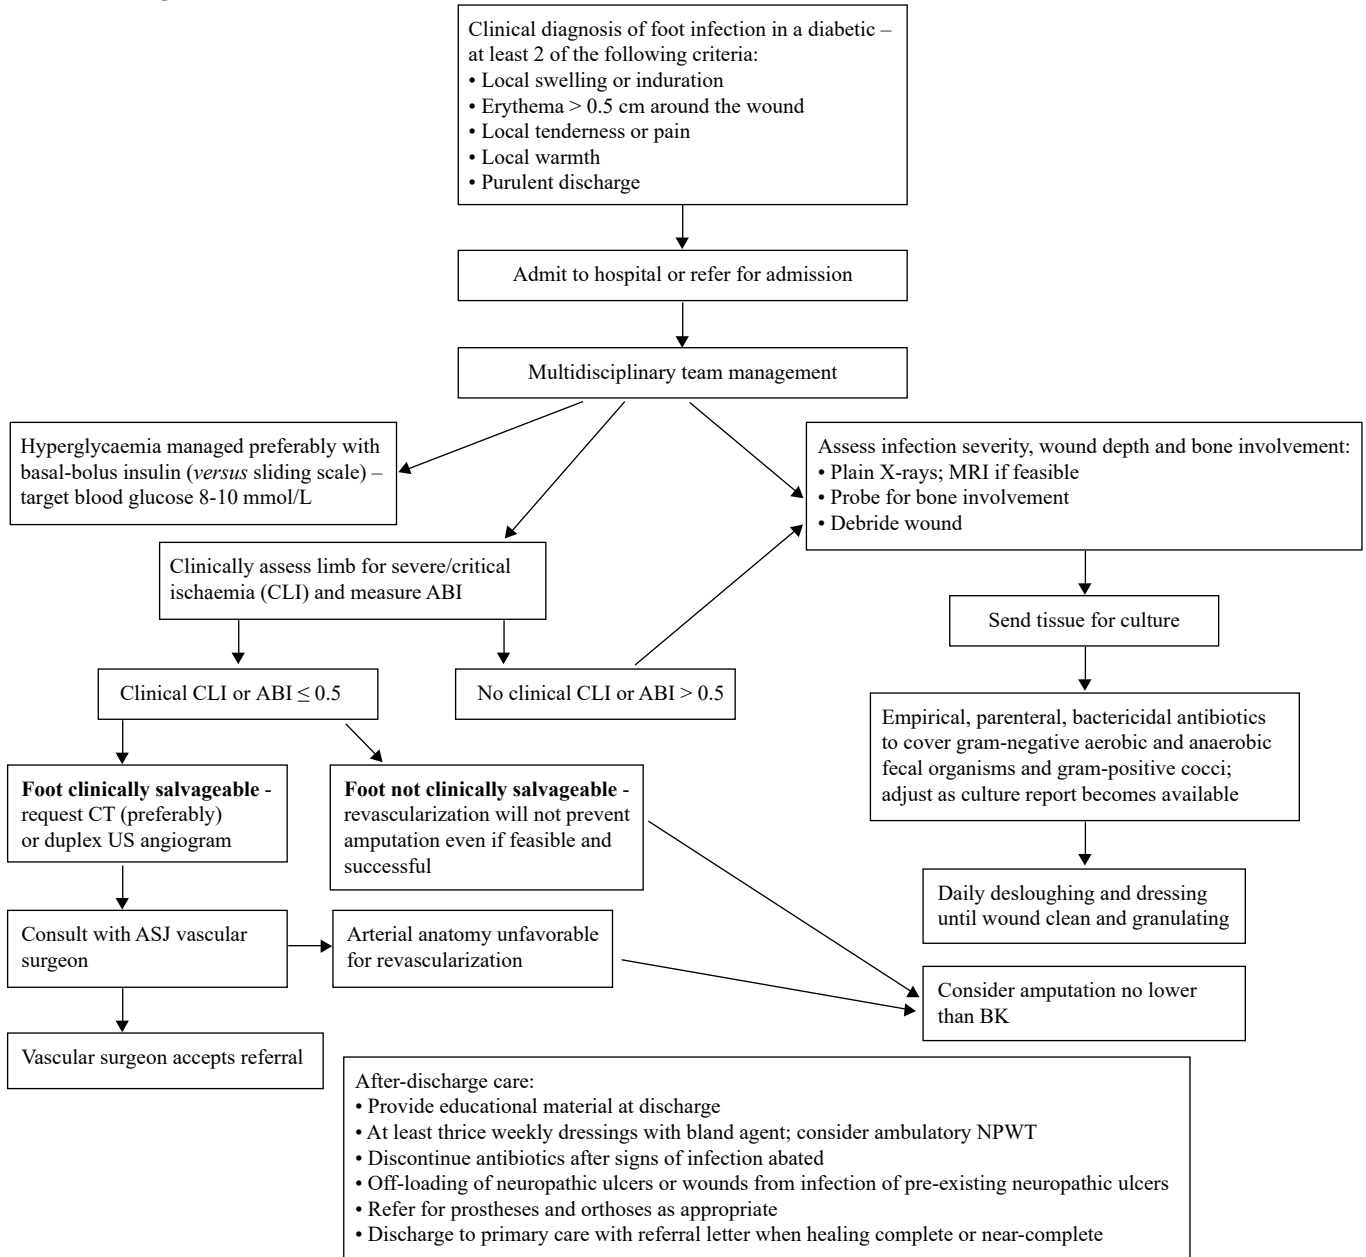 Clinical diagnosis of foot infection in a diabetic –
at least 2 of the following criteria:
• Local swelling or induration
• Erythema > 0.5 cm around the wound
• Local tenderness or pain
• Local warmth
• Purulent discharge
Admit to hospital or refer for admission
Multidisciplinary team management
Hyperglycaemia managed preferably with
basal-bolus insulin (versus sliding scale) –
target blood glucose 8-10 mmol/L
Assess infection severity, wound depth and bone involvement:
• Plain X-rays; MRI if feasible
• Probe for bone involvement
• Debride wound
Clinically assess limb for severe/critical
ischaemia (CLI) and measure ABI
Send tissue for culture
Clinical CLI or ABI ≤ 0.5
No clinical CLI or ABI > 0.5
Empirical, parenteral, bactericidal antibiotics
to cover gram-negative aerobic and anaerobic
fecal organisms and gram-positive cocci;
adjust as culture report becomes available
Foot clinically salvageable -
request CT (preferably)
or duplex US angiogram
Foot not clinically salvageable -
revascularization will not prevent
amputation even if feasible and
successful
Daily desloughing and dressing
until wound clean and granulating
Consult with ASJ vascular
surgeon
Arterial anatomy unfavorable
for revascularization
Consider amputation no lower
than BK
Vascular surgeon accepts referral
After-discharge care:
• Provide educational material at discharge
• At least thrice weekly dressings with bland agent; consider ambulatory NPWT
• Discontinue antibiotics after signs of infection abated
• Off-loading of neuropathic ulcers or wounds from infection of pre-existing neuropathic ulcers
• Refer for prostheses and orthoses as appropriate
• Discharge to primary care with referral letter when healing complete or near-complete